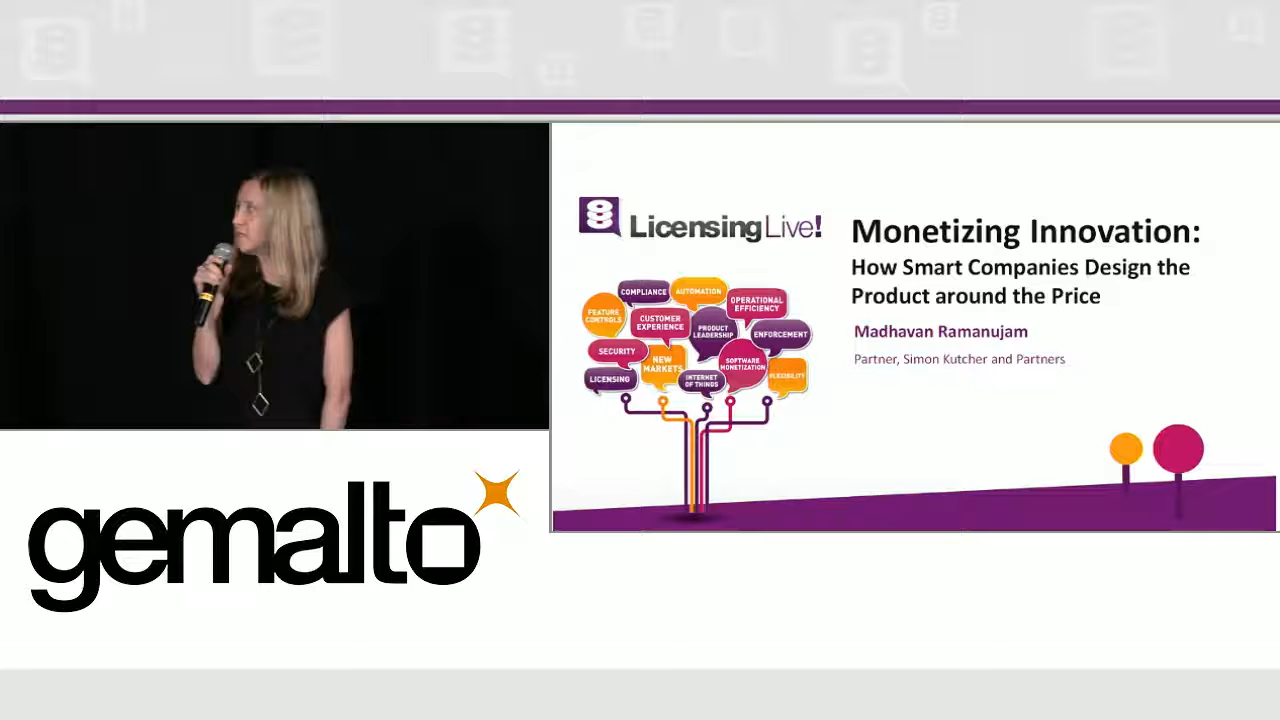 LicensingLive!
Monetizing Innovation:
How Smart Companies Design the
Product around the Price
Madhavan Ramanujam
Partner, Simon Kutcher and Partners
COMPLIANCE
AUTOMATION
FEATURE
CONTROLS
CUSTOMER
EXPERIENCE
PRODUCT
LEADERSHIP
OPERATIONAL
EFFICIENCY
ENFORCEMENT
SECURITY
NEW
MARKETS
SOFTWARE
MONETIZATION
LICENSING
INTERNET
OF THINGS
FLEXIBILITY
gemalto